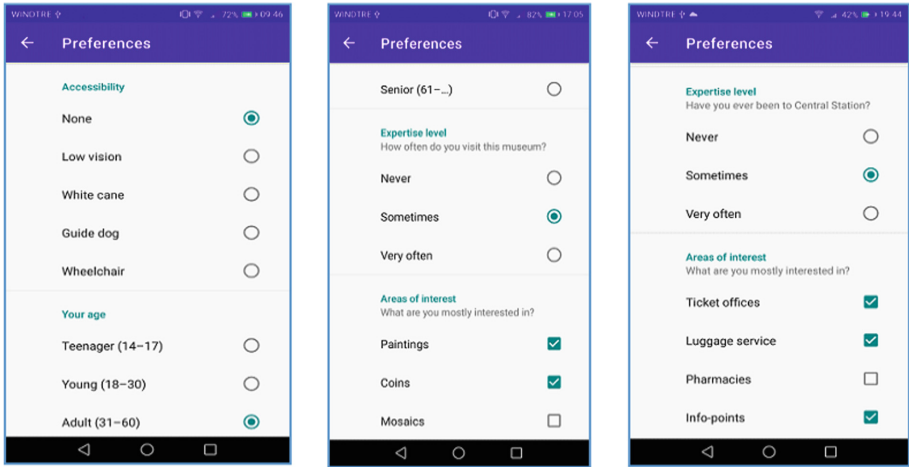 WINDTRE 72% 09:46
Preferences
Accessibility
None
Low vision
White cane
Guide dog
Wheelchair
Your age
Teenager (14–17)
Young (18–30)
Adult (31–60)
WINDTRE 82% 17:05
Preferences
Senior (61–...)
Expertise level
How often do you visit this museum?
Never
Sometimes
Very often
Areas of interest
What are you mostly interested in?
Paintings
Coins
Mosaics
WINDTRE 42% 19:44
Preferences
Expertise level
Have you ever been to Central Station?
Never
Sometimes
Very often
Areas of interest
What are you mostly interested in?
Ticket offices
Luggage service
Pharmacies
Info-points